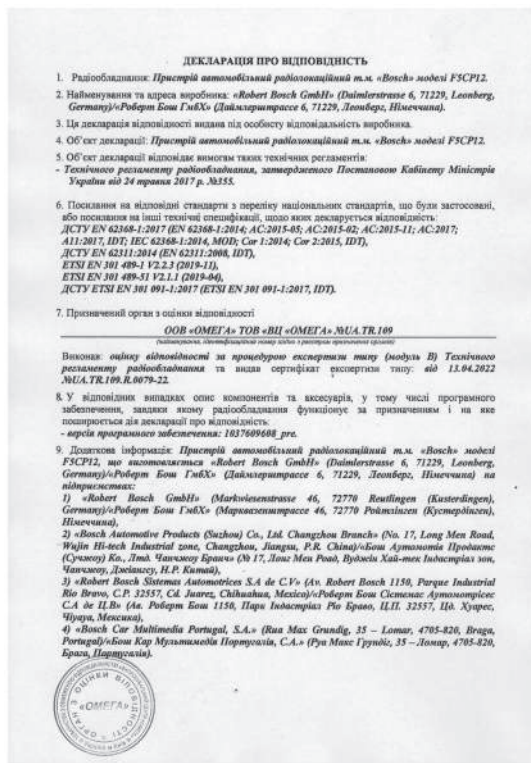 ДЕКЛАРАЦІЯ ПРО ВІДПОВІДНІСТЬ
1. Радіообладнання: Пристрій автомобільний радіолокаційний т.м. «Bosch» моделі F5CP12.
2. Найменування та адреса виробника: «Robert Bosch GmbH» (Daimlerstrasse 6, 71229, Leonberg,
Germany)/«Роберт Бош ГмбХ» (Даймлерштрассе 6, 71229, Леонберг, Німеччина).
3. Ця декларація відповідності видана під особисту відповідальність виробника.
4. Об'єкт декларації: Пристрій автомобільний радіолокаційний т.м. «Bosch» моделі F5CP12.
5. Об'єкт декларації відповідає вимогам таких технічних регламентів:
- Технічного регламенту радіообладнання, затвердженого Постановою Кабінету Міністрів
України від 24 травня 2017 р. №355.
6. Посилання на відповідні стандарти з переліку національних стандартів, що були застосовані,
або посилання на інші технічні специфікації, щодо яких декларується відповідність:
ДСТУ EN 62368-1:2017 (EN 62368-1:2014; AC:2015-05; AC:2015-02; AC:2015-11; AC:2017;
A11:2017, IDT; IEC 62368-1:2014, MOD; Cor 1:2014; Cor 2:2015, IDT),
ДСТУ EN 62311:2014 (EN 62311:2008, IDT),
ETSI EN 301 489-1 V2.2.3 (2019-11),
ETSI EN 301 489-51 V2.1.1 (2019-04),
ДСТУ ETSI EN 301 091-1:2017 (ETSI EN 301 091-1:2017, IDT).
7. Призначений орган з оцінки відповідності
ООВ «ОМЕГА» ТОВ «ВЦ «ОМЕГА» №UA.TR.109
(найменування, ідентифікаційний номер згідно з реєстром призначених органів)
Виконав: оцінку відповідності за процедурою експертизи типу (модуль В) Технічного
регламенту радіообладнання та видав сертифікат експертизи типу: від 13.04.2022
№UA.TR.109.R.0079-22.
8. У відповідних випадках опис компонентів та аксесуарів, у тому числі програмного
забезпечення, завдяки якому радіообладнання функціонує за призначенням і на яке
поширюється дія декларації про відповідність:
- версія програмного забезпечення: 1037609608_pre.
9. Додаткова інформація: Пристрій автомобільний радіолокаційний т.м. «Bosch» моделі
F5CP12, що виготовляється «Robert Bosch GmbH» (Daimlerstrasse 6, 71229, Leonberg,
Germany)/«Роберт Бош ГмбХ» (Даймлерштрассе 6, 71229, Леонберг, Німеччина) на
підприємствах:
1) «Robert Bosch GmbH» (Markwiesenstrasse 46, 72770 Reutlingen (Kusterdingen),
Germany)/«Роберт Бош ГмбХ» (Марквазенштрассе 46, 72770 Ройтлінген (Кустердінген),
Німеччина),
2) «Bosch Automotive Products (Suzhou) Co., Ltd. Changzhou Branch» (No. 17, Long Men Road,
Wujin Hi-tech Industrial zone, Changzhou, Jiangsu, P.R. China)/«Бош Аутомотів Продактс
(Сучжоу) Ко., Лтд. Чанчжоу Бранч» (№ 17, Лонг Мен Роад, Вуджін Хай-тек Індастріал зон,
Чанчжоу, Джіангсу, Н.Р. Китай),
3) «Robert Bosch Sistemas Automotrices S.A de C.V» (Av. Robert Bosch 1150, Parque Industrial
Rio Bravo, C.P. 32557, Cd. Juarez, Chihuahua, Mexico)/«Роберт Бош Сістемас Аутомотрісес
С.А де Ц.В» (Ав. Роберт Бош 1150, Парк Індастріал Ріо Браво, Ц.П. 32557, Цд. Хуарес,
Чіуауа, Мексика),
4) «Bosch Car Multimedia Portugal, S.A.» (Rua Max Grundig, 35 – Lomar, 4705-820, Braga,
Portugal)/«Бош Кар Мультимедіа Португалія, С.А.» (Руа Макс Грундіг, 35 – Ломар, 4705-820,
Брага, Португалія).
ОРГАН З ОЦІНКИ ВІДПОВІДНОСТІ
«ОМЕГА»